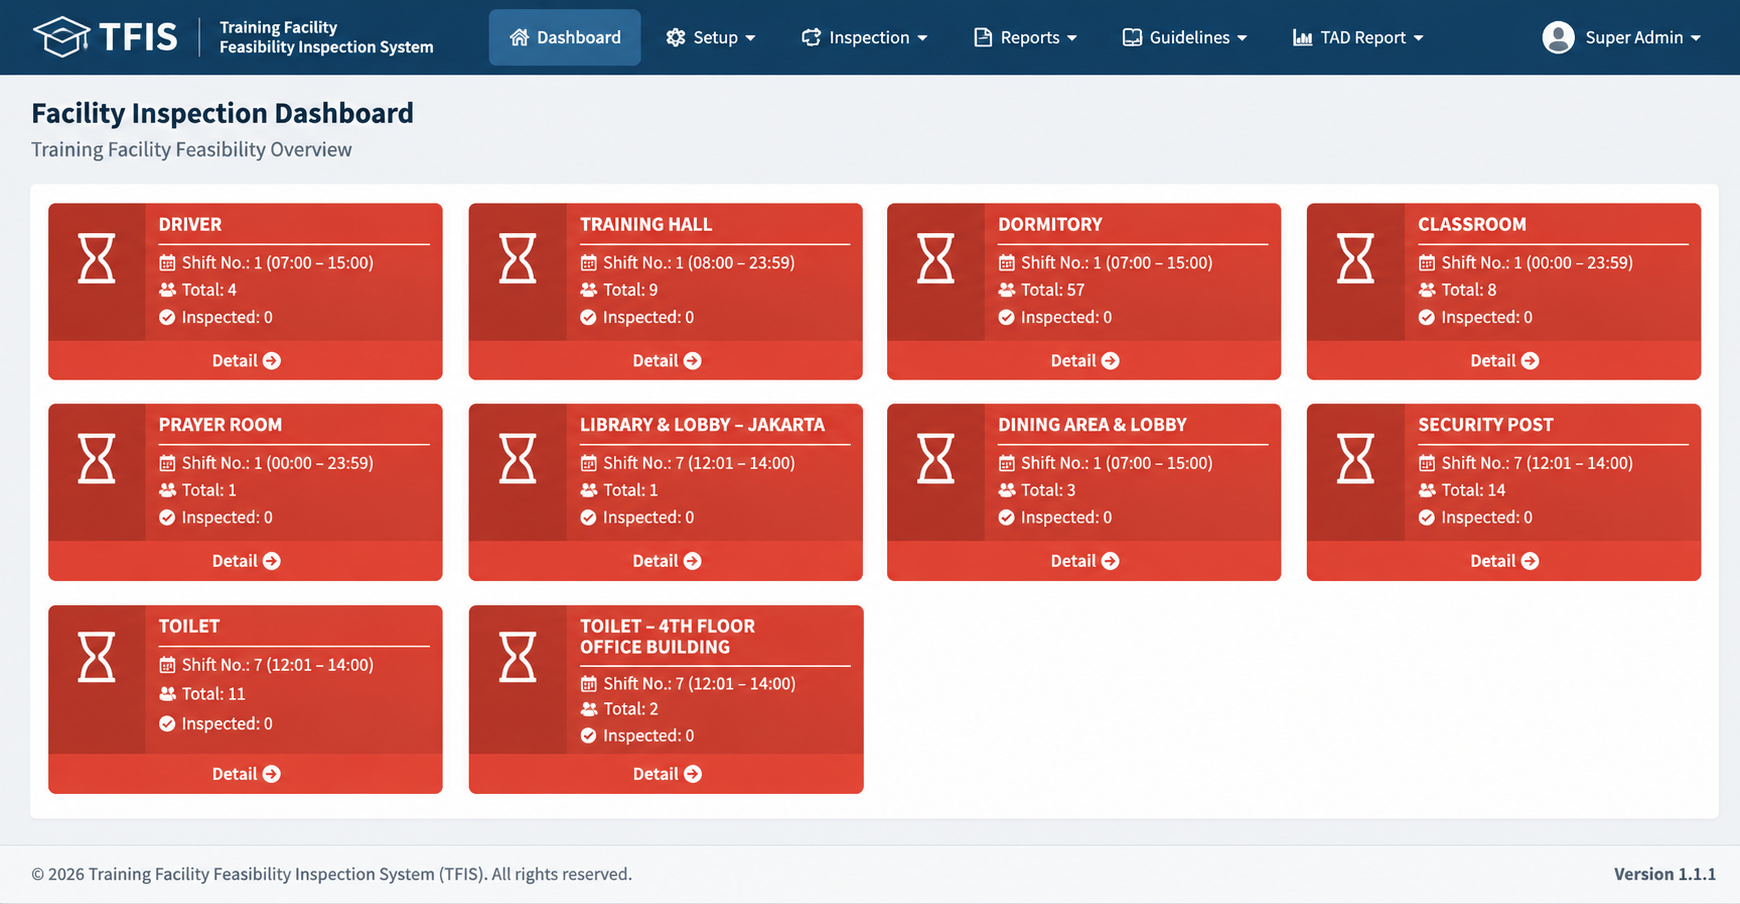 TFIS
Training Facility
Feasibility Inspection System
Dashboard
Setup
Inspection
Reports
Guidelines
TAD Report
Super Admin
Facility Inspection Dashboard
Training Facility Feasibility Overview
DRIVER
Shift No.: 1 (07:00 – 15:00)
Total: 4
Inspected: 0
Detail
TRAINING HALL
Shift No.: 1 (08:00 – 23:59)
Total: 9
Inspected: 0
Detail
DORMITORY
Shift No.: 1 (07:00 – 15:00)
Total: 57
Inspected: 0
Detail
CLASSROOM
Shift No.: 1 (00:00 – 23:59)
Total: 8
Inspected: 0
Detail
PRAYER ROOM
Shift No.: 1 (00:00 – 23:59)
Total: 1
Inspected: 0
Detail
LIBRARY & LOBBY – JAKARTA
Shift No.: 7 (12:01 – 14:00)
Total: 1
Inspected: 0
Detail
DINING AREA & LOBBY
Shift No.: 1 (07:00 – 15:00)
Total: 3
Inspected: 0
Detail
SECURITY POST
Shift No.: 7 (12:01 – 14:00)
Total: 14
Inspected: 0
Detail
TOILET
Shift No.: 7 (12:01 – 14:00)
Total: 11
Inspected: 0
Detail
TOILET – 4TH FLOOR
OFFICE BUILDING
Shift No.: 7 (12:01 – 14:00)
Total: 2
Inspected: 0
Detail
© 2026 Training Facility Feasibility Inspection System (TFIS). All rights reserved.
Version 1.1.1